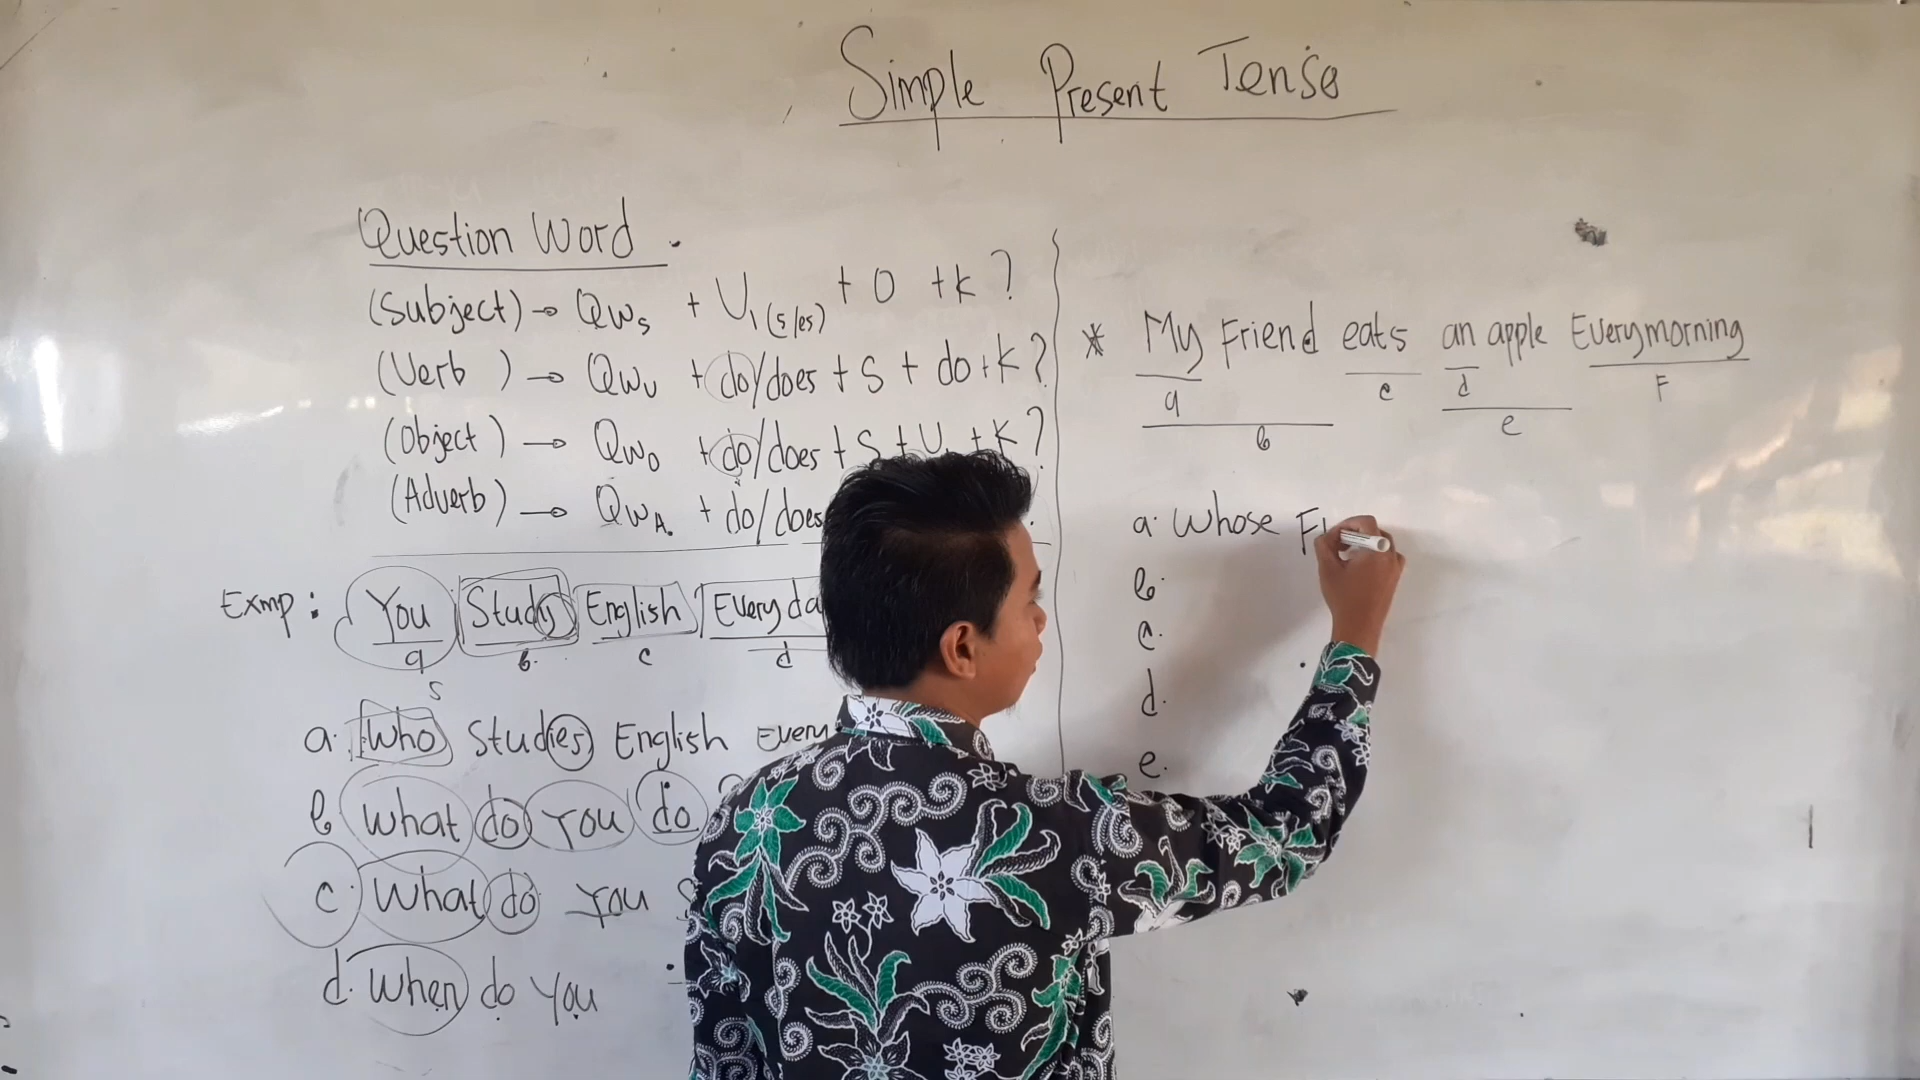 Simple Present Tense
Question Word .
(Subject) → QWs + V1(s/es) + O + k ?
(Verb ) → QWv + do/does + S + do + k ?
(Object ) → QWo + do/does + S + V + K ?
(Adverb) → QWA. + do/does
Exmp : You Study English Every da
a b. c d
S
a. Who Studies English Every
b What do You do
c. What do You S
d. When do You
* My Friend eats an apple Everymorning
a c d F
b e
a. Whose Fr
b.
c.
d.
e.